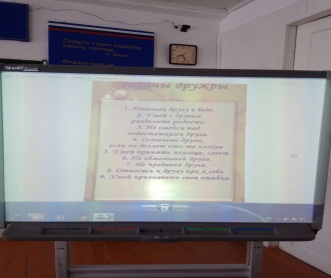 Законы дружбы
1. Помогай другу в беде.
2. Умей с другом
разделить радость.
3. Не смейся над
недостатками друга.
4. Останови друга,
если он делает что-то плохое.
5. Умей принять помощь, совет
6. Не обманывай друга.
7. Не предавай друга.
8. Относись к другу как к себе.
9. Умей признавать свои ошибки